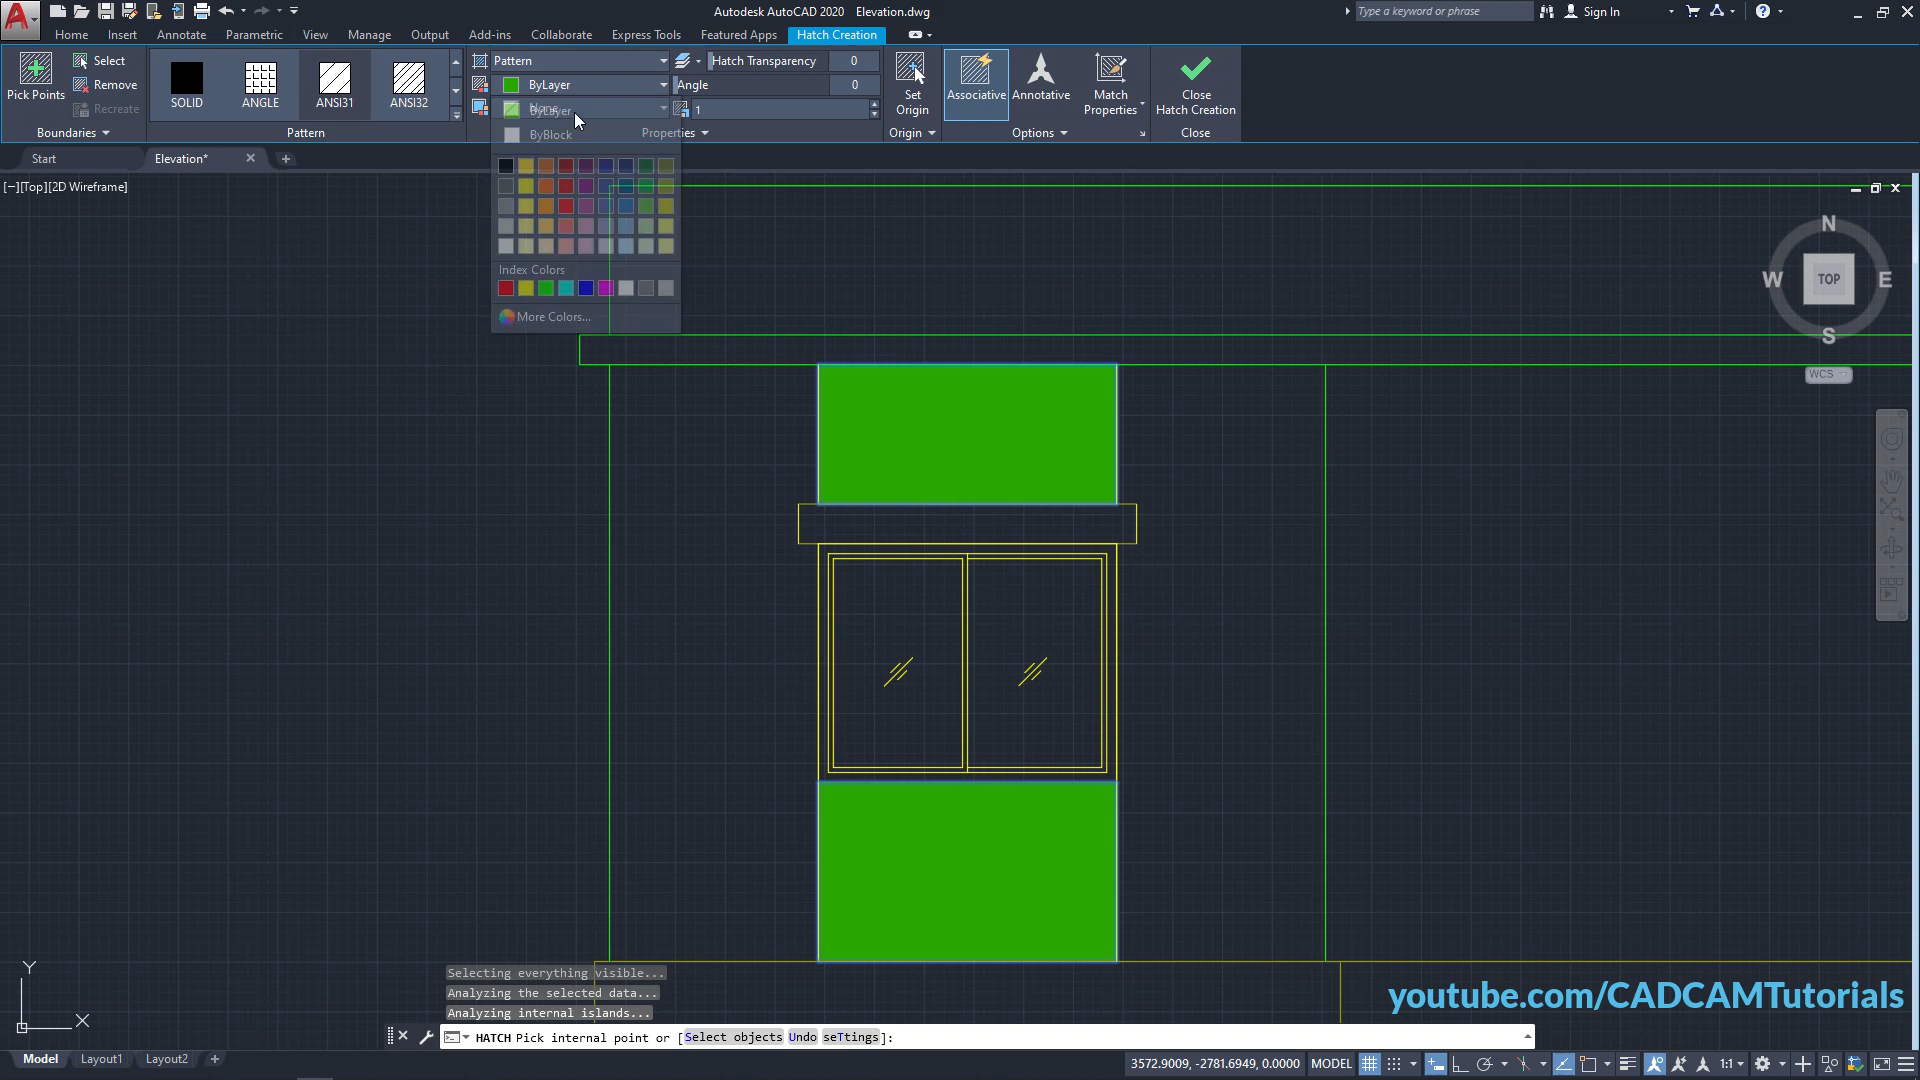 Autodesk AutoCAD 2020 Elevation.dwg
Type a keyword or phrase
Sign In
Home Insert Annotate Parametric View Manage Output Add-ins Collaborate Express Tools Featured Apps Hatch Creation
Pick Points
Select
Remove
Recreate
Boundaries
SOLID
ANGLE
ANSI31
ANSI32
Pattern
Pattern
ByLayer
None
ByLayer
ByBlock
Hatch Transparency 0
Angle 0
1
Properties
Set
Origin
Origin
Associative
Annotative
Match
Properties
Options
Close
Hatch Creation
Close
Start
Elevation*
[−][Top][2D Wireframe]
Index Colors
More Colors...
N
W
TOP
E
S
WCS
Y
X
Selecting everything visible...
Analyzing the selected data...
Analyzing internal islands...
HATCH Pick internal point or [Select objects Undo seTtings]:
youtube.com/CADCAMTutorials
Model Layout1 Layout2
3572.9009, -2781.6949, 0.0000 MODEL
1:1